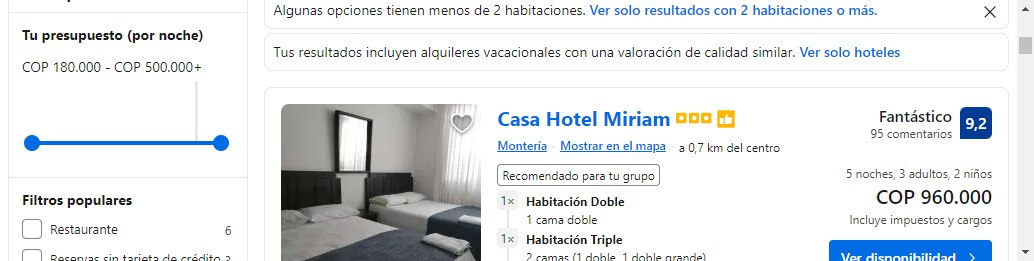 Algunas opciones tienen menos de 2 habitaciones. Ver solo resultados con 2 habitaciones o más.
Tu presupuesto (por noche)
COP 180.000 - COP 500.000+
Tus resultados incluyen alquileres vacacionales con una valoración de calidad similar. Ver solo hoteles
Casa Hotel Miriam
Montería · Mostrar en el mapa · a 0,7 km del centro
Recomendado para tu grupo
1× Habitación Doble
1 cama doble
1× Habitación Triple
2 camas (1 doble, 1 doble grande)
Fantástico 9,2
95 comentarios
5 noches, 3 adultos, 2 niños
COP 960.000
Incluye impuestos y cargos
Ver disponibilidad
Filtros populares
Restaurante 6
Reservas sin tarjeta de crédito 3